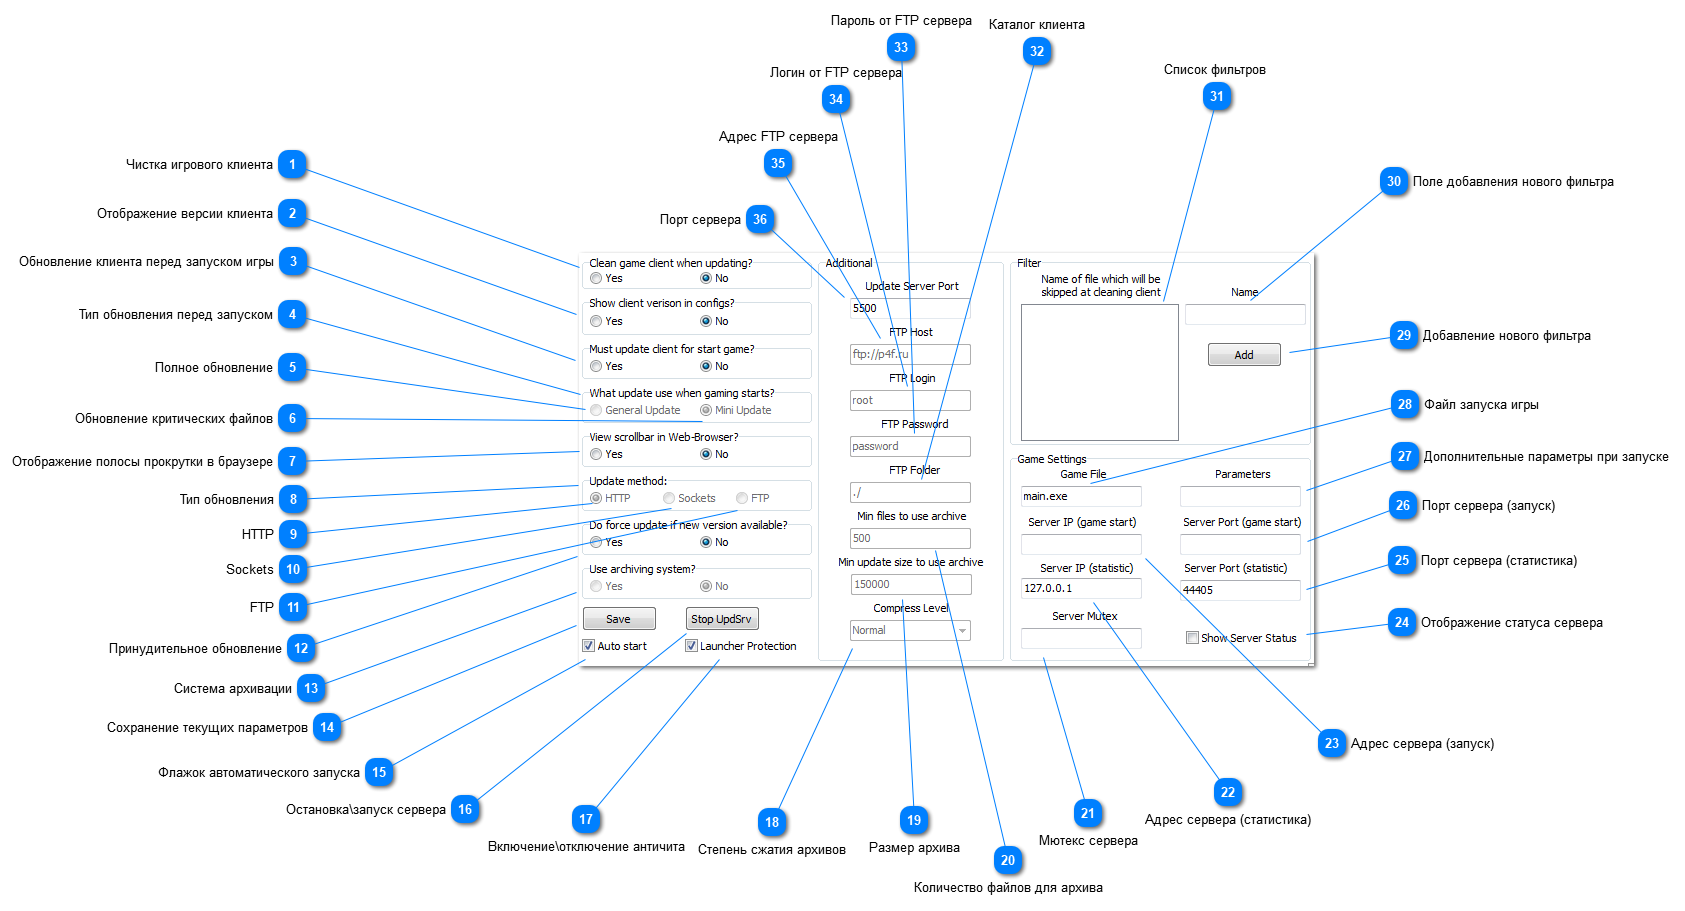 Пароль от FTP сервера
33
Каталог клиента
32
Логин от FTP сервера
34
Список фильтров
31
Адрес FTP сервера
35
Порт сервера 36
30 Поле добавления нового фильтра
29 Добавление нового фильтра
28 Файл запуска игры
27 Дополнительные параметры при запуске
26 Порт сервера (запуск)
25 Порт сервера (статистика)
24 Отображение статуса сервера
23 Адрес сервера (запуск)
Чистка игрового клиента 1
Отображение версии клиента 2
Обновление клиента перед запуском игры 3
Тип обновления перед запуском 4
Полное обновление 5
Обновление критических файлов 6
Отображение полосы прокрутки в браузере 7
Тип обновления 8
HTTP 9
Sockets 10
FTP 11
Принудительное обновление 12
Система архивации 13
Сохранение текущих параметров 14
Флажок автоматического запуска 15
Остановка\запуск сервера 16
Clean game client when updating?
Yes No
Show client verison in configs?
Yes No
Must update client for start game?
Yes No
What update use when gaming starts?
General Update Mini Update
View scrollbar in Web-Browser?
Yes No
Update method:
HTTP Sockets FTP
Do force update if new version available?
Yes No
Use archiving system?
Yes No
Save Stop UpdSrv
Auto start Launcher Protection
Additional
Update Server Port
5500
FTP Host
ftp://p4f.ru
FTP Login
root
FTP Password
password
FTP Folder
./
Min files to use archive
500
Min update size to use archive
150000
Compress Level
Normal
Filter
Name of file which will be
skipped at cleaning client
Name
Add
Game Settings
Game File Parameters
main.exe
Server IP (game start) Server Port (game start)
Server IP (statistic) Server Port (statistic)
127.0.0.1 44405
Server Mutex
Show Server Status
17
Включение\отключение античита
18
Степень сжатия архивов
19
Размер архива
20
Количество файлов для архива
21
Мютекс сервера
22
Адрес сервера (статистика)